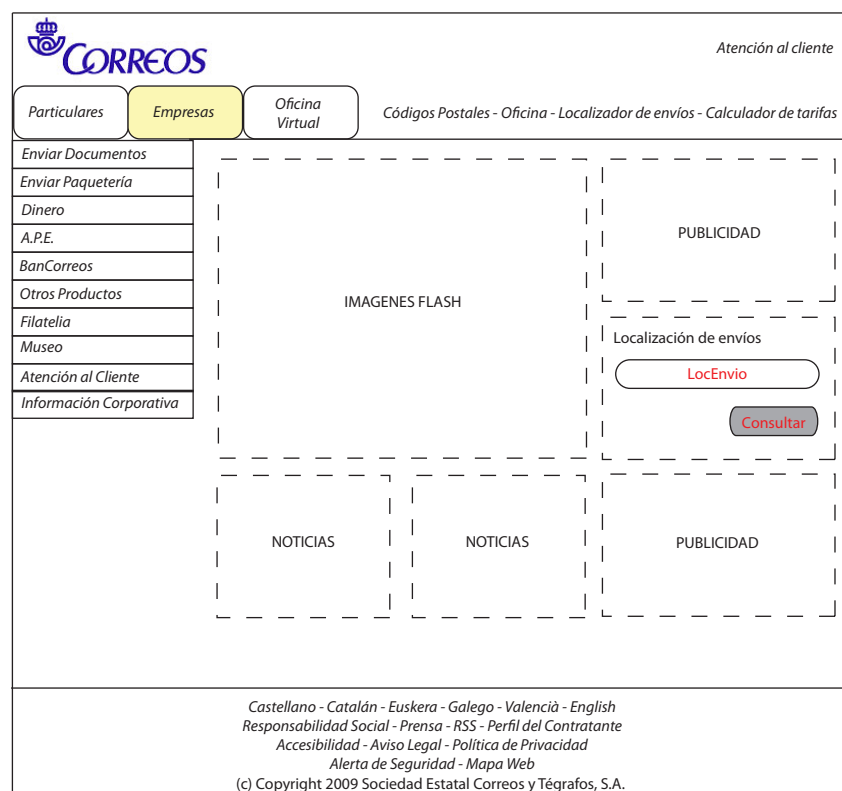 CORREOS
Atención al cliente
Particulares
Empresas
Oficina
Virtual
Códigos Postales - Oficina - Localizador de envíos - Calculador de tarifas
Enviar Documentos
Enviar Paquetería
Dinero
A.P.E.
BanCorreos
Otros Productos
Filatelia
Museo
Atención al Cliente
Información Corporativa
IMAGENES FLASH
PUBLICIDAD
Localización de envíos
LocEnvio
Consultar
NOTICIAS
NOTICIAS
PUBLICIDAD
Castellano - Catalán - Euskera - Galego - Valencià - English
Responsabilidad Social - Prensa - RSS - Perfil del Contratante
Accesibilidad - Aviso Legal - Política de Privacidad
Alerta de Seguridad - Mapa Web
(c) Copyright 2009 Sociedad Estatal Correos y Tégrafos, S.A.